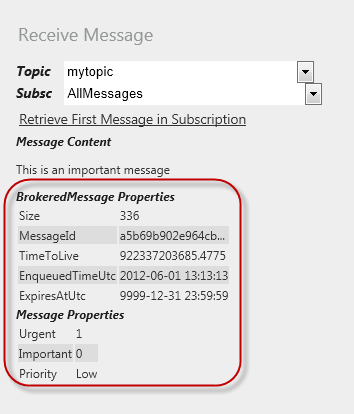 Receive Message
Topic mytopic
Subsc AllMessages
Retrieve First Message in Subscription
Message Content
This is an important message
BrokeredMessage Properties
Size 336
MessageId a5b69b902e964cb...
TimeToLive 922337203685.4775
EnqueuedTimeUtc 2012-06-01 13:13:13
ExpiresAtUtc 9999-12-31 23:59:59
Message Properties
Urgent 1
Important 0
Priority Low